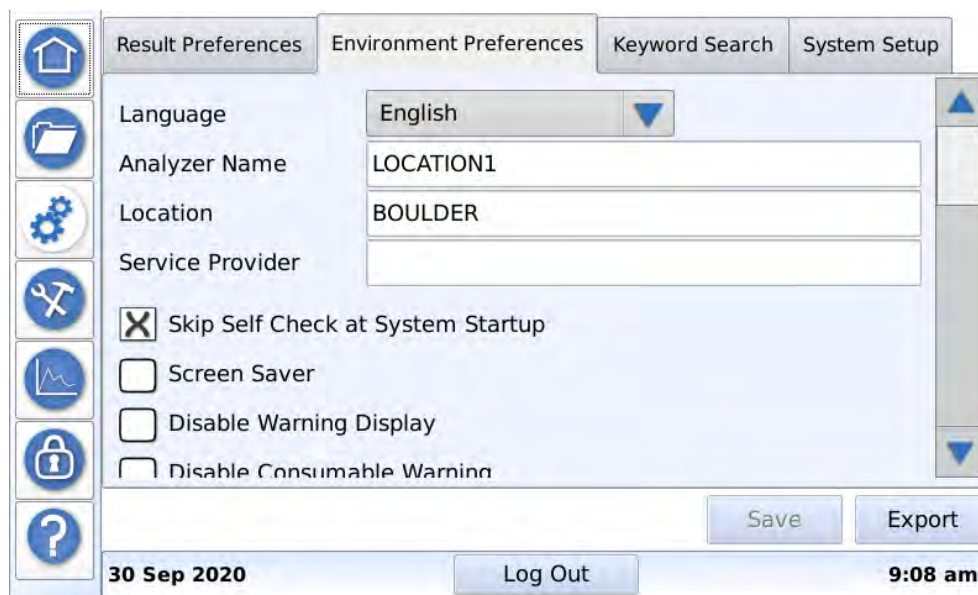 Result Preferences Environment Preferences Keyword Search System Setup
Language English
Analyzer Name LOCATION1
Location BOULDER
Service Provider
Skip Self Check at System Startup
Screen Saver
Disable Warning Display
Disable Consumable Warning
Save Export
30 Sep 2020 Log Out 9:08 am